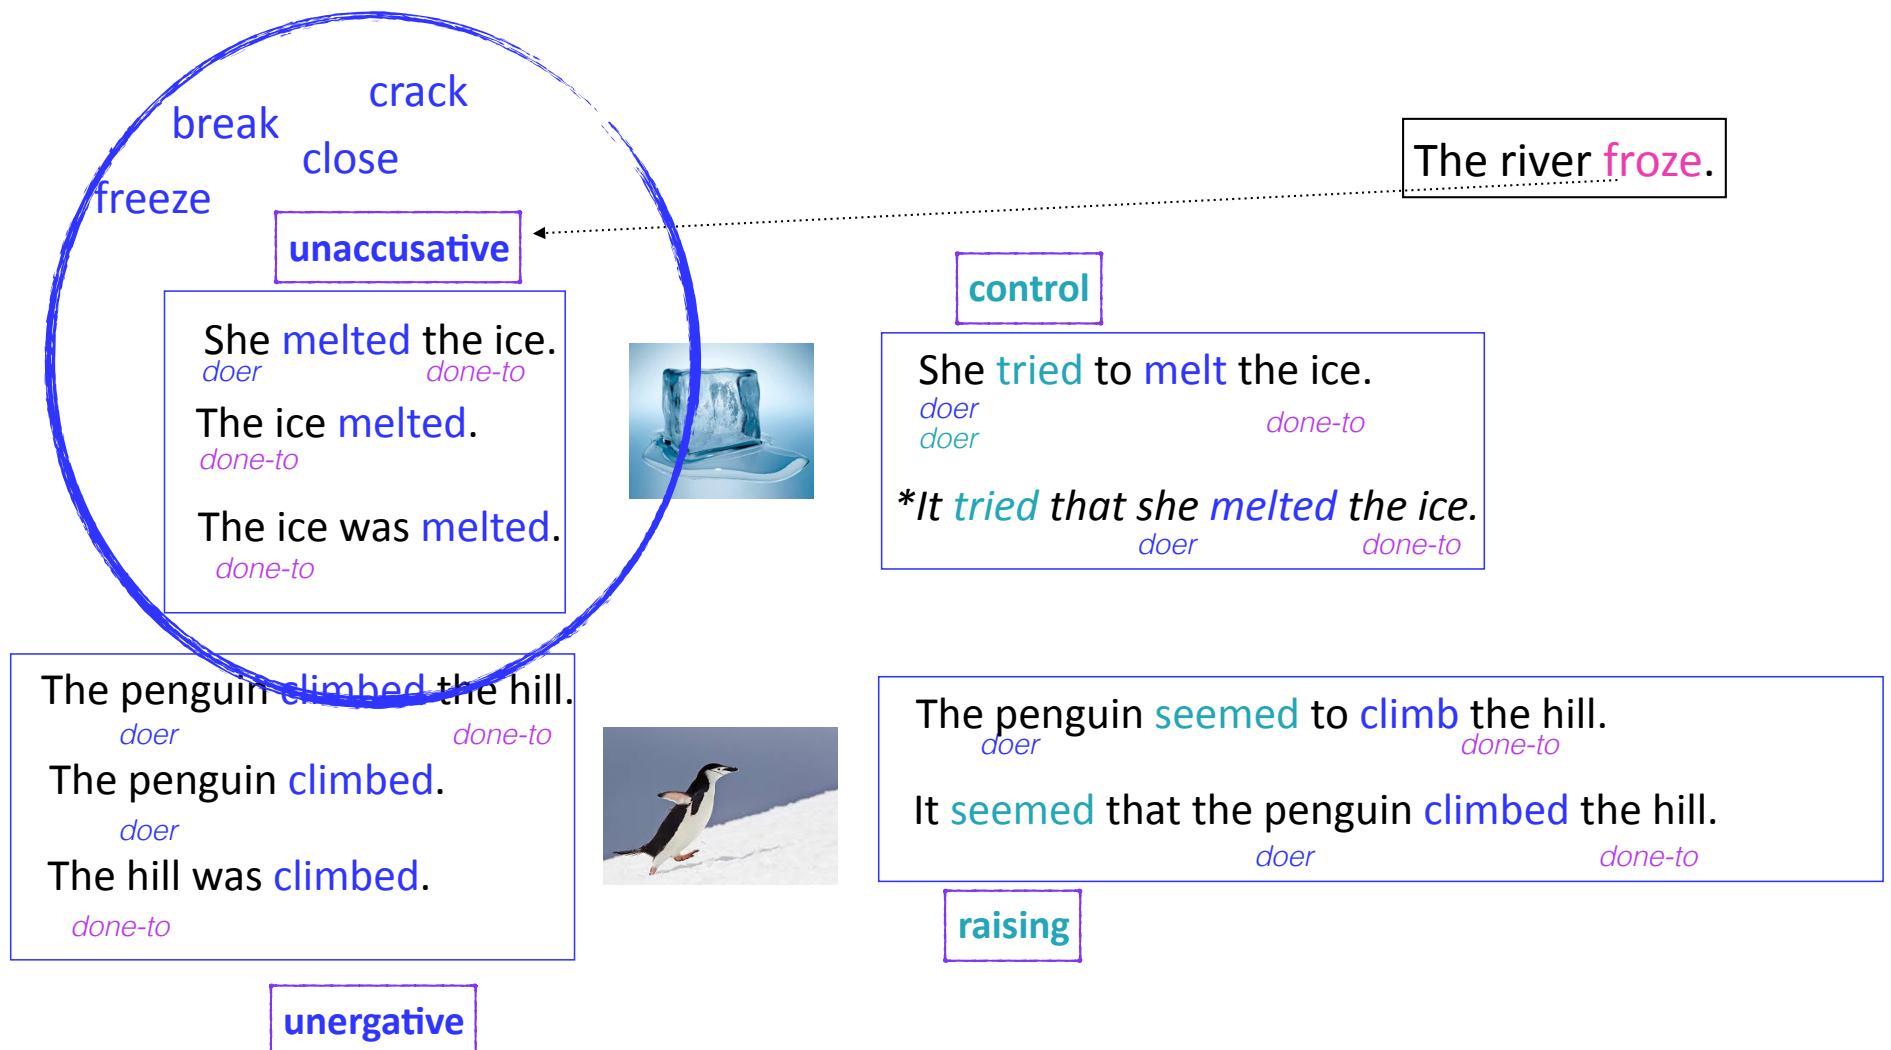 crack
break
close
freeze
unaccusative
She melted the ice.
doer done-to
The ice melted.
done-to
The ice was melted.
done-to
The river froze.
control
She tried to melt the ice.
doer
doer done-to
*It tried that she melted the ice.
doer done-to
The penguin climbed the hill.
doer done-to
The penguin climbed.
doer
The hill was climbed.
done-to
unergative
The penguin seemed to climb the hill.
doer done-to
It seemed that the penguin climbed the hill.
doer done-to
raising